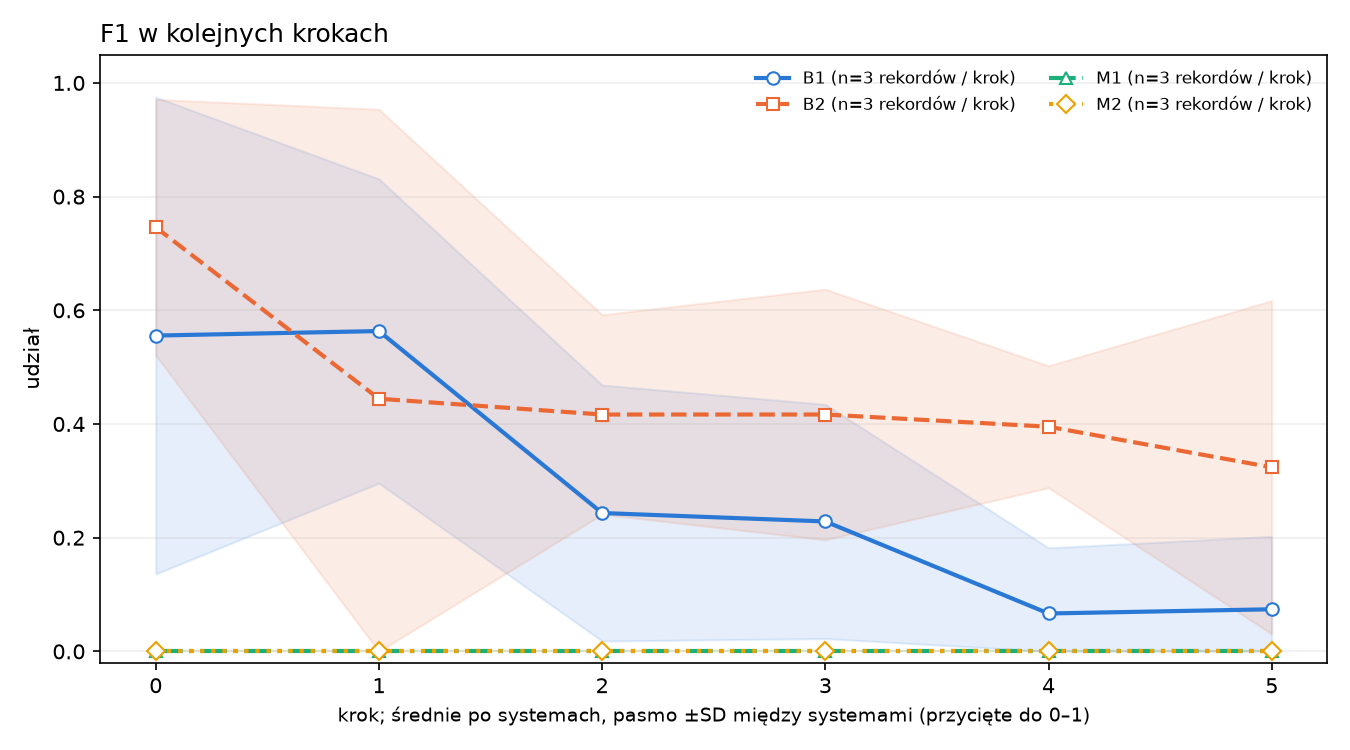 F1 w kolejnych krokach
B1 (n=3 rekordów / krok)
B2 (n=3 rekordów / krok)
M1 (n=3 rekordów / krok)
M2 (n=3 rekordów / krok)
udział
1.0
0.8
0.6
0.4
0.2
0.0
0 1 2 3 4 5
krok; średnie po systemach, pasmo ±SD między systemami (przycięte do 0–1)